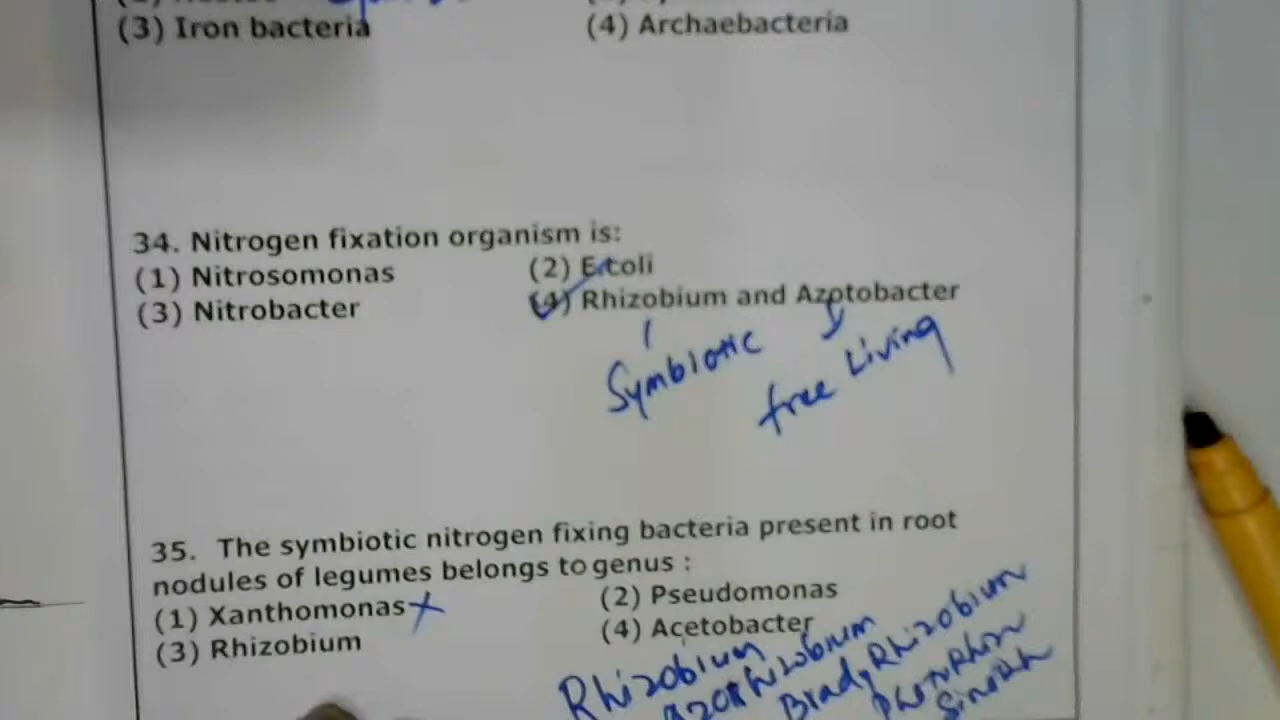 (3) Iron bacteria (4) Archaebacteria
34. Nitrogen fixation organism is:
(1) Nitrosomonas (2) E.coli
(3) Nitrobacter (4) Rhizobium and Azotobacter
Symbiotic free Living
35. The symbiotic nitrogen fixing bacteria present in root
nodules of legumes belongs to genus :
(1) Xanthomonas (2) Pseudomonas
(3) Rhizobium (4) Acetobacter
Rhizobium
AzoRhizobium
BradyRhizobium